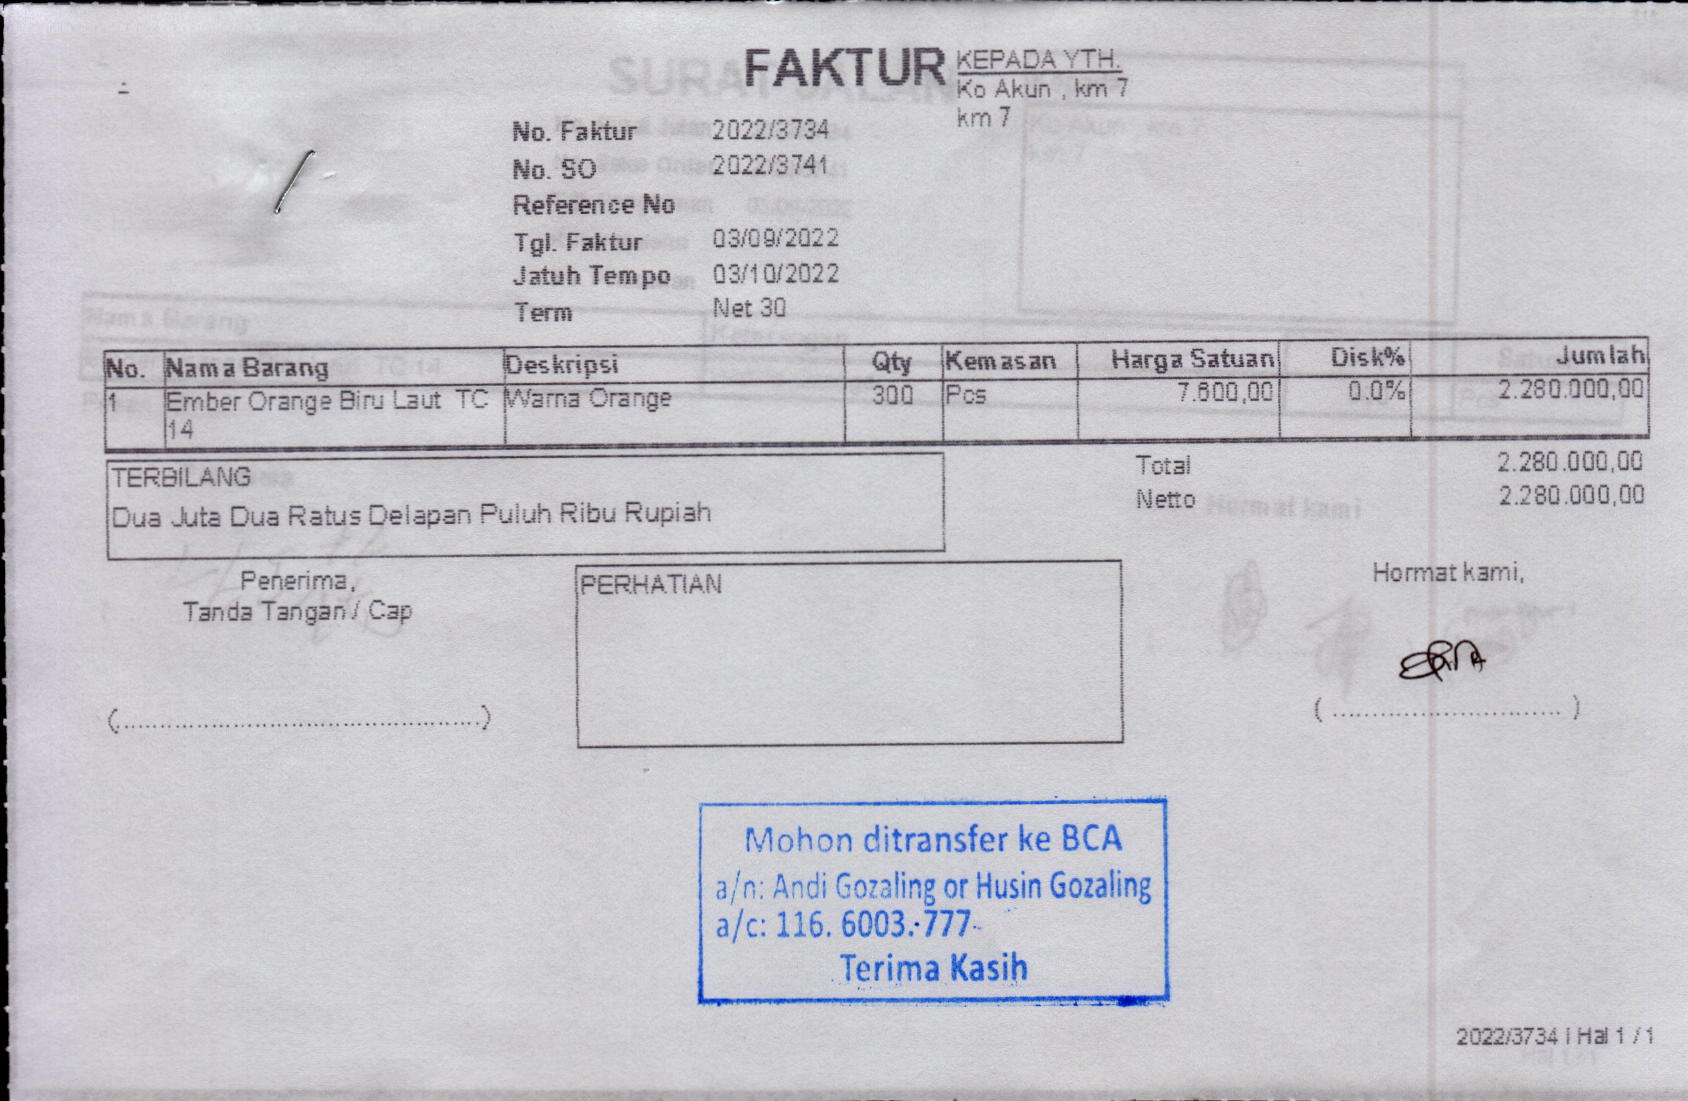 FAKTUR
KEPADA YTH.
Ko Akun , km 7
km 7
No. Faktur 2022/3734
No. SO 2022/3741
Reference No
Tgl. Faktur 03/09/2022
Jatuh Tempo 03/10/2022
Term Net 30
No. Nama Barang Deskripsi Qty Kemasan Harga Satuan Disk% Jumlah
1 Ember Orange Biru Laut TC Warna Orange 300 Pcs 7.600,00 0.0% 2.280.000,00
14
TERBILANG
Dua Juta Dua Ratus Delapan Puluh Ribu Rupiah
Total 2.280.000,00
Netto 2.280.000,00
Penerima,
Tanda Tangan / Cap
PERHATIAN
Hormat kami,
(................................................)
( ............................ )
Mohon ditransfer ke BCA
a/n: Andi Gozaling or Husin Gozaling
a/c: 116. 6003.-777-
Terima Kasih
2022/3734 | Hal 1 / 1